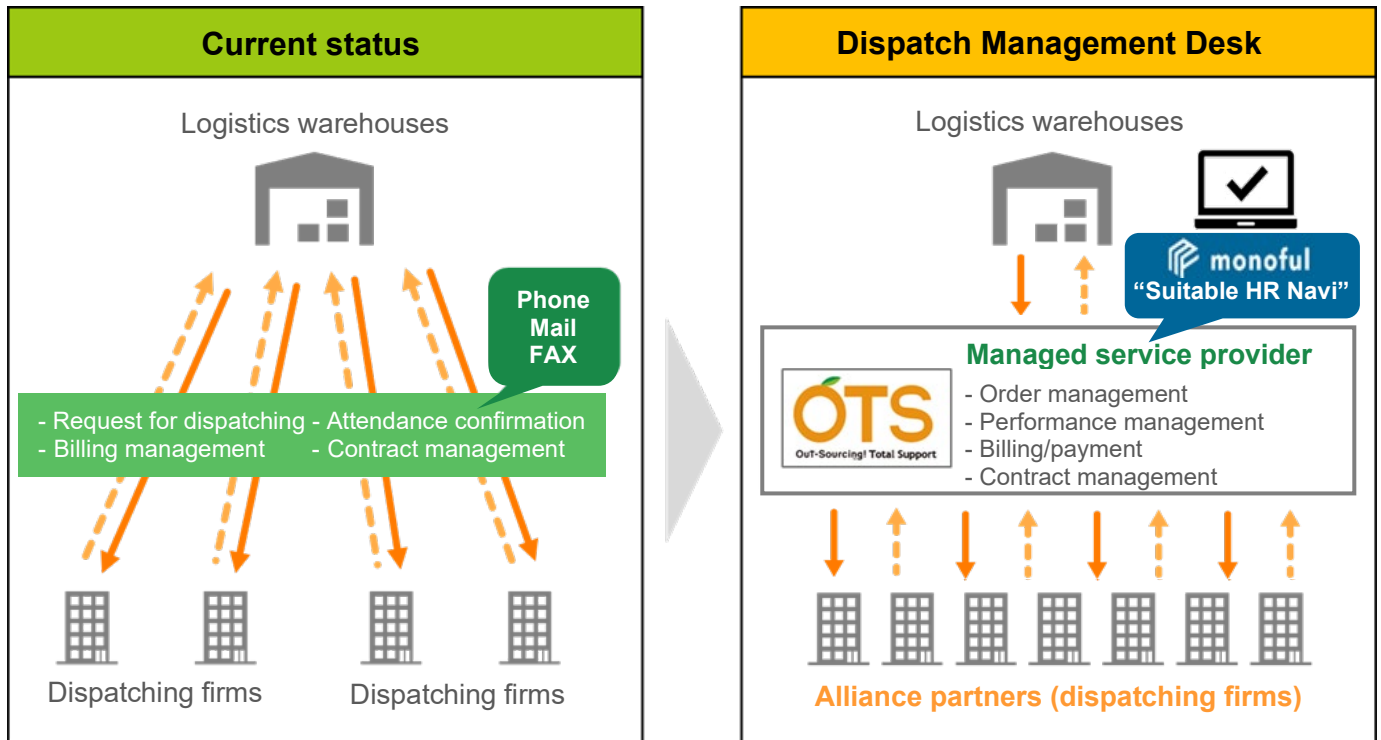 Current status
Logistics warehouses
Phone
Mail
FAX
- Request for dispatching - Attendance confirmation
- Billing management - Contract management
Dispatching firms
Dispatching firms
Dispatch Management Desk
Logistics warehouses
monoful
“Suitable HR Navi”
Managed service provider
OTS
OuT-Sourcing! Total Support
- Order management
- Performance management
- Billing/payment
- Contract management
Alliance partners (dispatching firms)